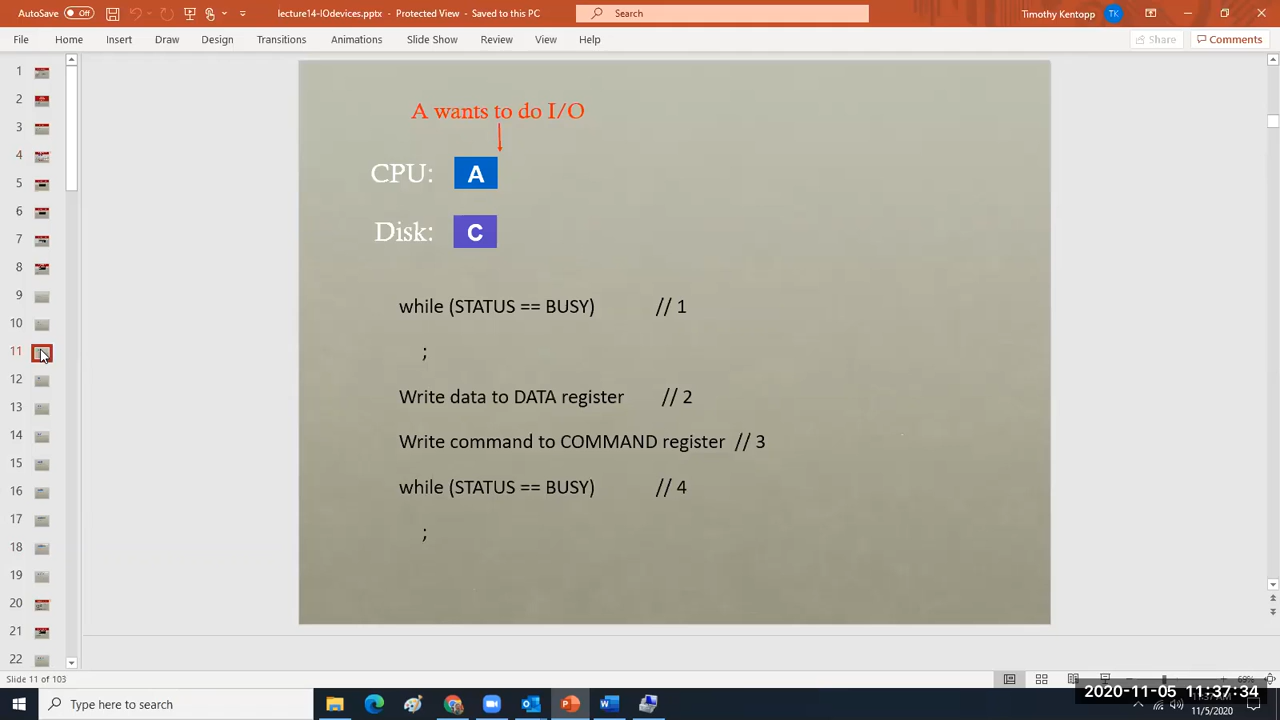 AutoSave Off
lecture14-IOdevices.pptx - Protected View • Saved to this PC
Search
Timothy Kentopp TK
File Home Insert Draw Design Transitions Animations Slide Show Review View Help
Share Comments
1
2
3
4
5
6
7
8
9
10
11
12
13
14
15
16
17
18
19
20
21
22
A wants to do I/O
CPU: A
Disk: C
while (STATUS == BUSY) // 1
;
Write data to DATA register // 2
Write command to COMMAND register // 3
while (STATUS == BUSY) // 4
;
Slide 11 of 103
69%
2020-11-05 11:37:34
Type here to search
11/5/2020